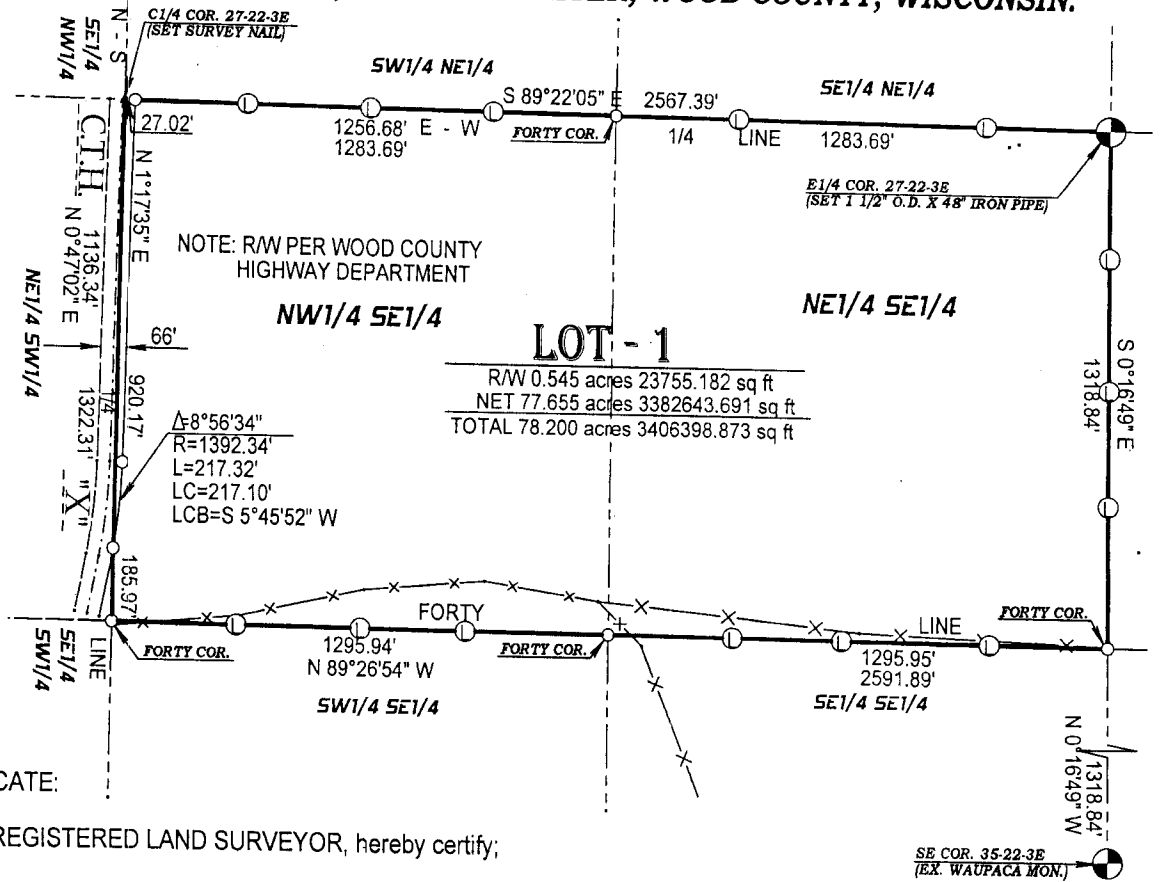 WOOD COUNTY, WISCONSIN.
C1/4 COR. 27-22-3E
(SET SURVEY NAIL)
N - S
SE1/4
NW1/4
SW1/4 NE1/4
SE1/4 NE1/4
S 89°22'05" E 2567.39'
27.02'
1256.68' E - W
1283.69'
FORTY COR.
1/4 LINE 1283.69'
E1/4 COR. 27-22-3E
(SET 1 1/2" O.D. X 48" IRON PIPE)
C.T.H.
N 1°17'35" E
1136.34'
N 0°47'02" E
NOTE: R/W PER WOOD COUNTY
HIGHWAY DEPARTMENT
NW1/4 SE1/4
NE1/4 SE1/4
NE1/4 SW1/4
66'
LOT - 1
R/W 0.545 acres 23755.182 sq ft
NET 77.655 acres 3382643.691 sq ft
TOTAL 78.200 acres 3406398.873 sq ft
S 0°16'49" E
1318.84'
920.17'
1/4
1322.31'
"X"
Δ=8°56'34"
R=1392.34'
L=217.32'
LC=217.10'
LCB=S 5°45'52" W
185.97'
FORTY
LINE
FORTY COR.
LINE
SE1/4
SW1/4
FORTY COR.
1295.94'
N 89°26'54" W
FORTY COR.
1295.95'
2591.89'
SW1/4 SE1/4
SE1/4 SE1/4
1318.84'
N 0°16'49" W
CATE:
REGISTERED LAND SURVEYOR, hereby certify;
SE COR. 35-22-3E
(EX. WAUPACA MON.)
L
L
L
L
L
L
L
L
L
L
L
L
L
L